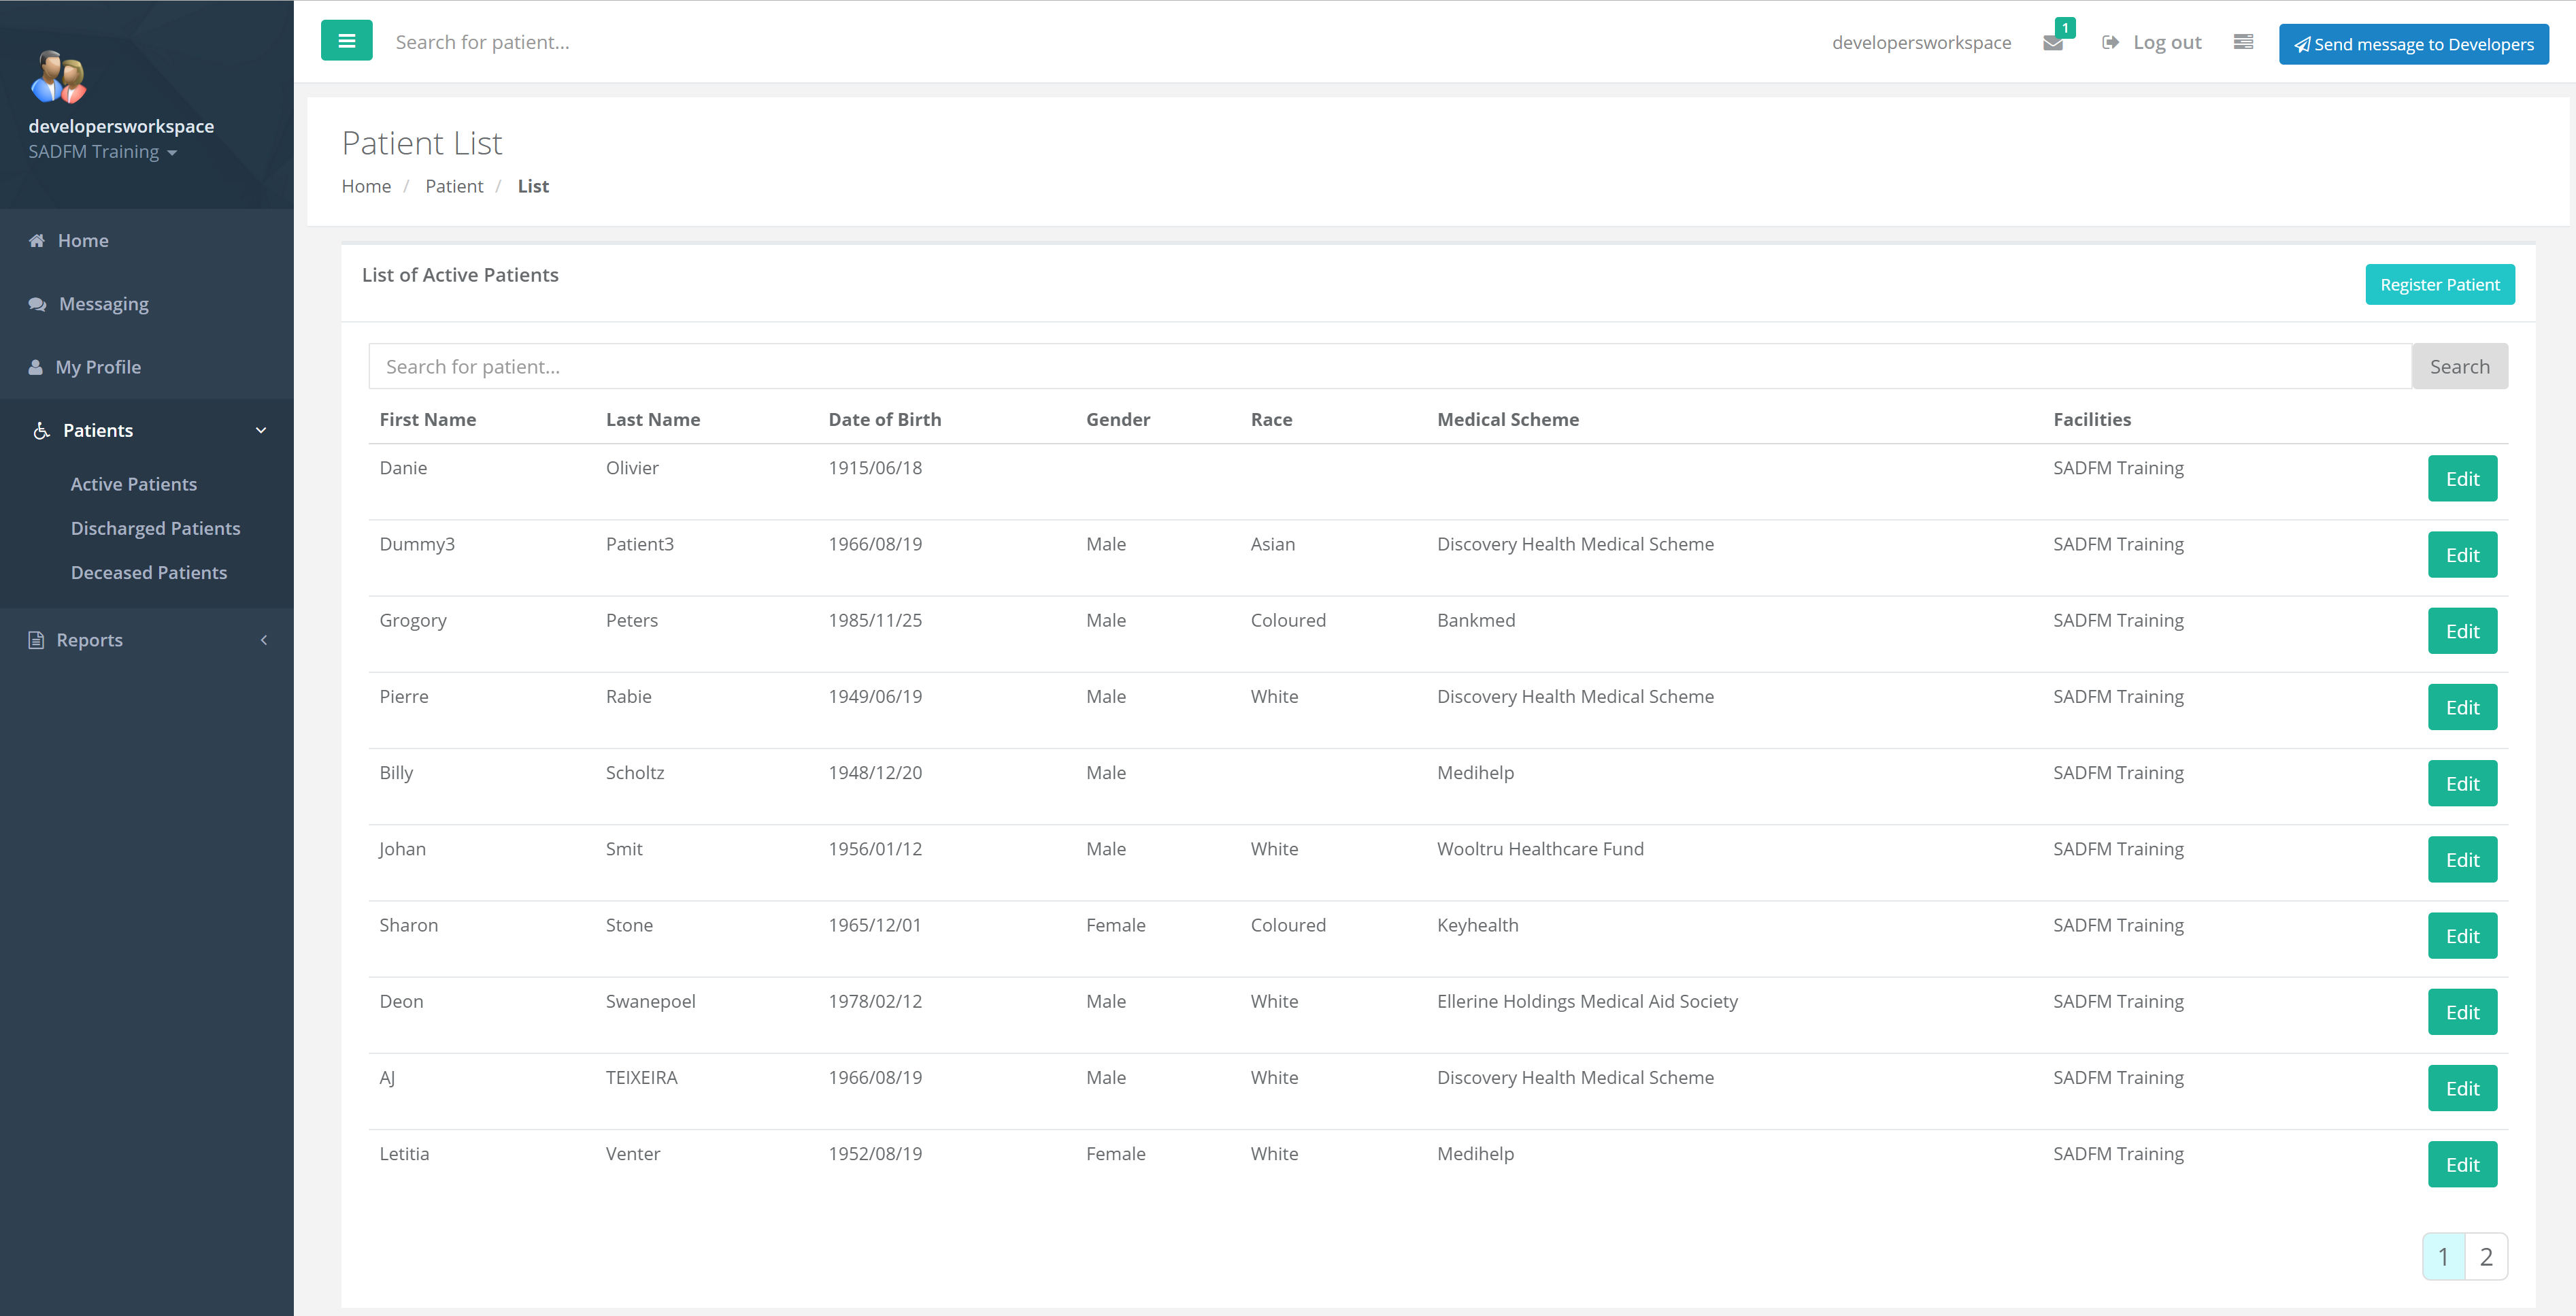 developersworkspace
SADFM Training
Home
Messaging
My Profile
Patients
Active Patients
Discharged Patients
Deceased Patients
Reports
Search for patient...
developersworkspace
1
Log out
Send message to Developers
Patient List
Home / Patient / List
List of Active Patients
Register Patient
Search for patient...
Search
First Name Last Name Date of Birth Gender Race Medical Scheme Facilities
Danie Olivier 1915/06/18 SADFM Training Edit
Dummy3 Patient3 1966/08/19 Male Asian Discovery Health Medical Scheme SADFM Training Edit
Grogory Peters 1985/11/25 Male Coloured Bankmed SADFM Training Edit
Pierre Rabie 1949/06/19 Male White Discovery Health Medical Scheme SADFM Training Edit
Billy Scholtz 1948/12/20 Male Medihelp SADFM Training Edit
Johan Smit 1956/01/12 Male White Wooltru Healthcare Fund SADFM Training Edit
Sharon Stone 1965/12/01 Female Coloured Keyhealth SADFM Training Edit
Deon Swanepoel 1978/02/12 Male White Ellerine Holdings Medical Aid Society SADFM Training Edit
AJ TEIXEIRA 1966/08/19 Male White Discovery Health Medical Scheme SADFM Training Edit
Letitia Venter 1952/08/19 Female White Medihelp SADFM Training Edit
1 2